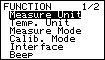 FUNCTION 1/2
Measure Unit
Temp. Unit
Measure Mode
Calib. Mode
Interface
Beep